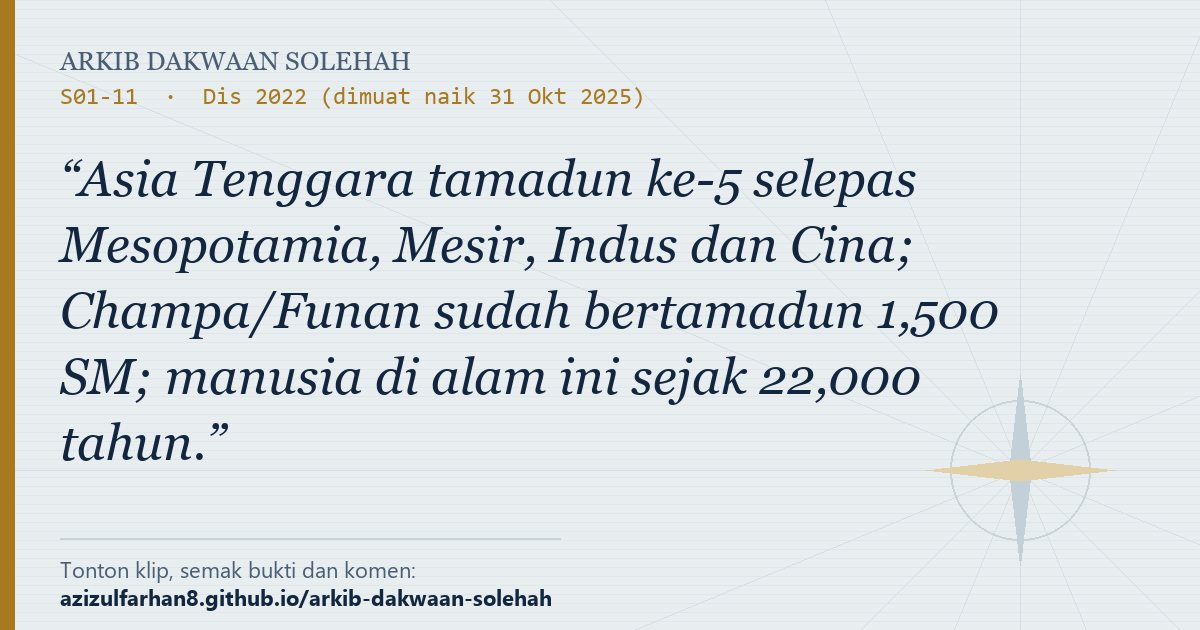 ARKIB DAKWAAN SOLEHAH
S01-11 · Dis 2022 (dimuat naik 31 Okt 2025)
“Asia Tenggara tamadun ke-5 selepas
Mesopotamia, Mesir, Indus dan Cina;
Champa/Funan sudah bertamadun 1,500
SM; manusia di alam ini sejak 22,000
tahun.”
Tonton klip, semak bukti dan komen:
azizulfarhan8.github.io/arkib-dakwaan-solehah